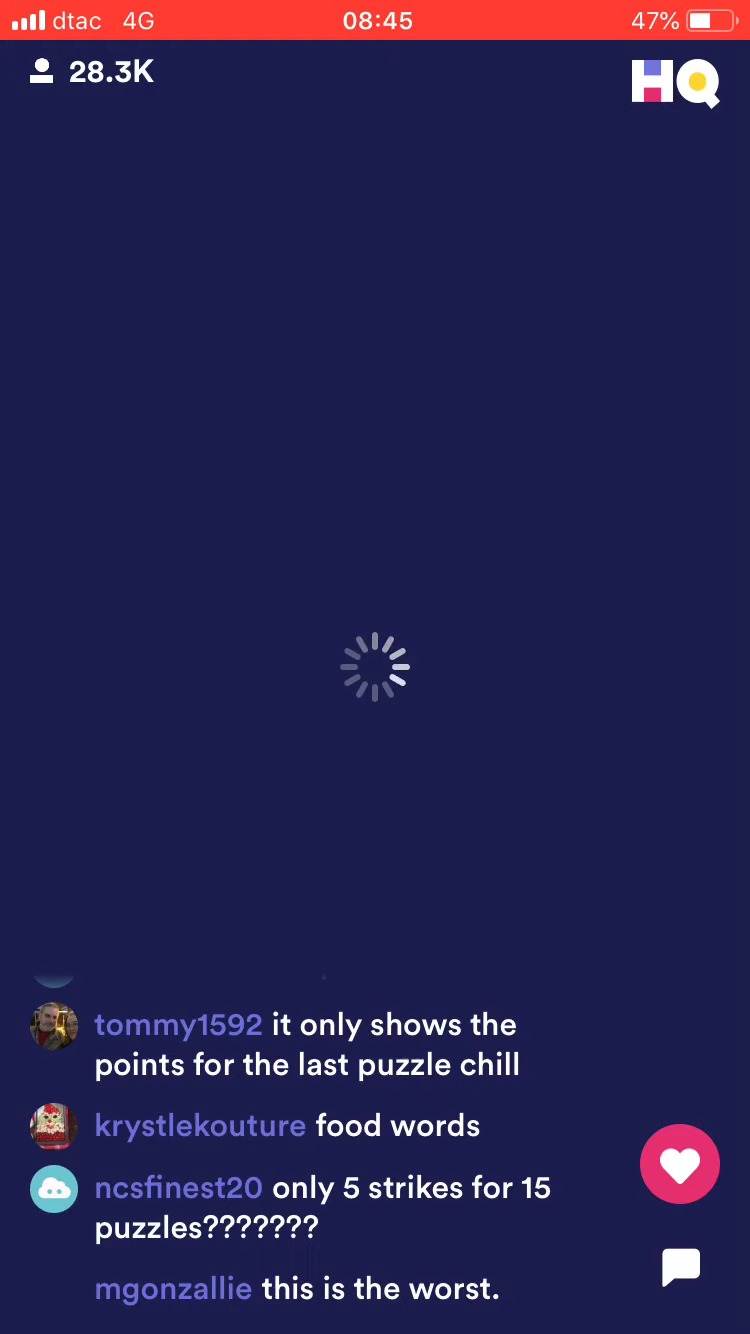 dtac 4G 08:45 47%
28.3K HQ
tommy1592 it only shows the
points for the last puzzle chill
krystlekouture food words
ncsfinest20 only 5 strikes for 15
puzzles???????
mgonzallie this is the worst.